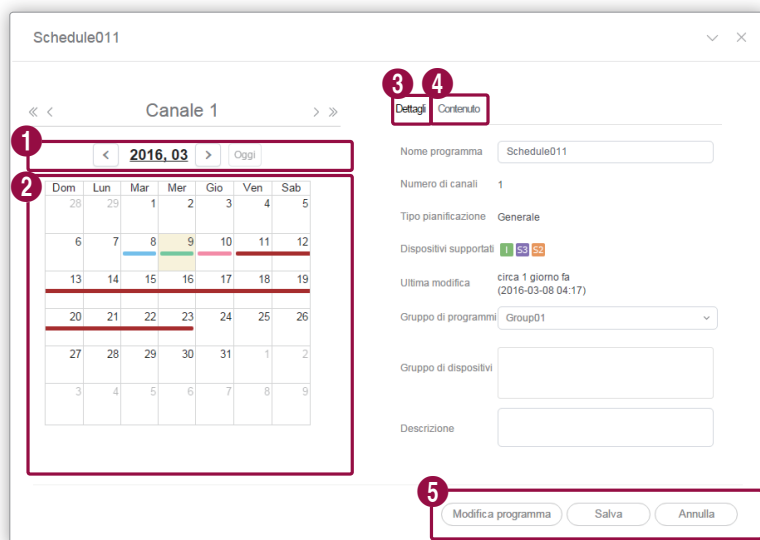 Schedule011
« < Canale 1 > »
1
< 2016, 03 > Oggi
2
Dom Lun Mar Mer Gio Ven Sab
28 29 1 2 3 4 5
6 7 8 9 10 11 12
13 14 15 16 17 18 19
20 21 22 23 24 25 26
27 28 29 30 31 1 2
3 4 5 6 7 8 9
3 4
Dettagli Contenuto
Nome programma Schedule011
Numero di canali 1
Tipo pianificazione Generale
Dispositivi supportati I S3 S2
Ultima modifica circa 1 giorno fa
(2016-03-08 04:17)
Gruppo di programmi Group01
Gruppo di dispositivi
Descrizione
5
Modifica programma Salva Annulla